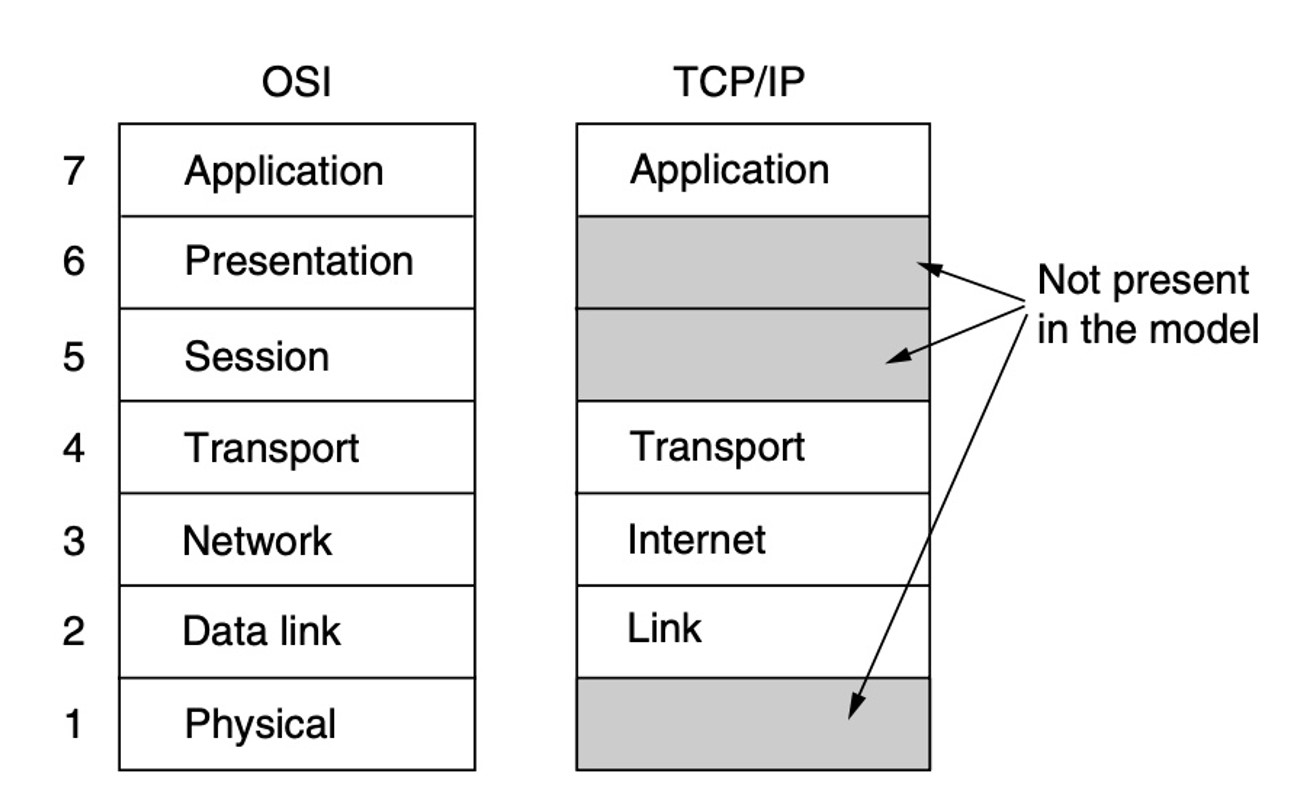 OSI TCP/IP
7 Application Application
6 Presentation
5 Session
4 Transport Transport
3 Network Internet
2 Data link Link
1 Physical
Not present
in the model